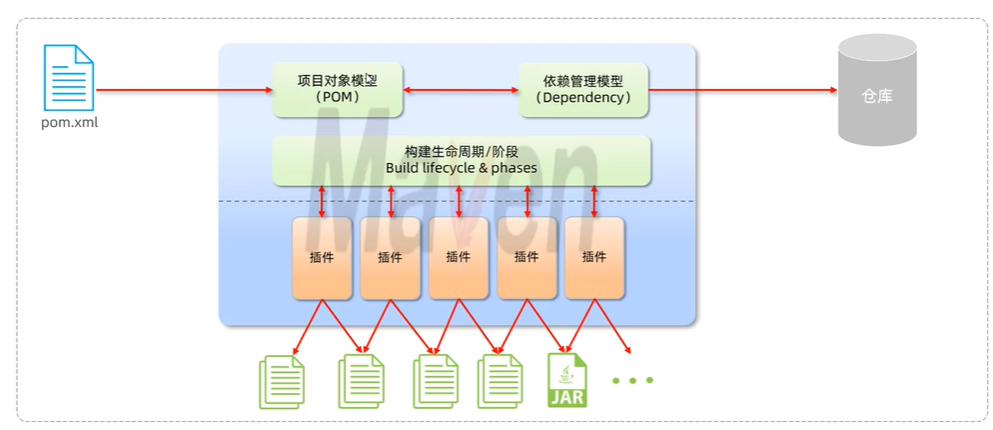 项目对象模型
（POM）
依赖管理模型
（Dependency）
仓库
pom.xml
构建生命周期/阶段
Build lifecycle & phases
Maven
插件
插件
插件
插件
插件
JAR